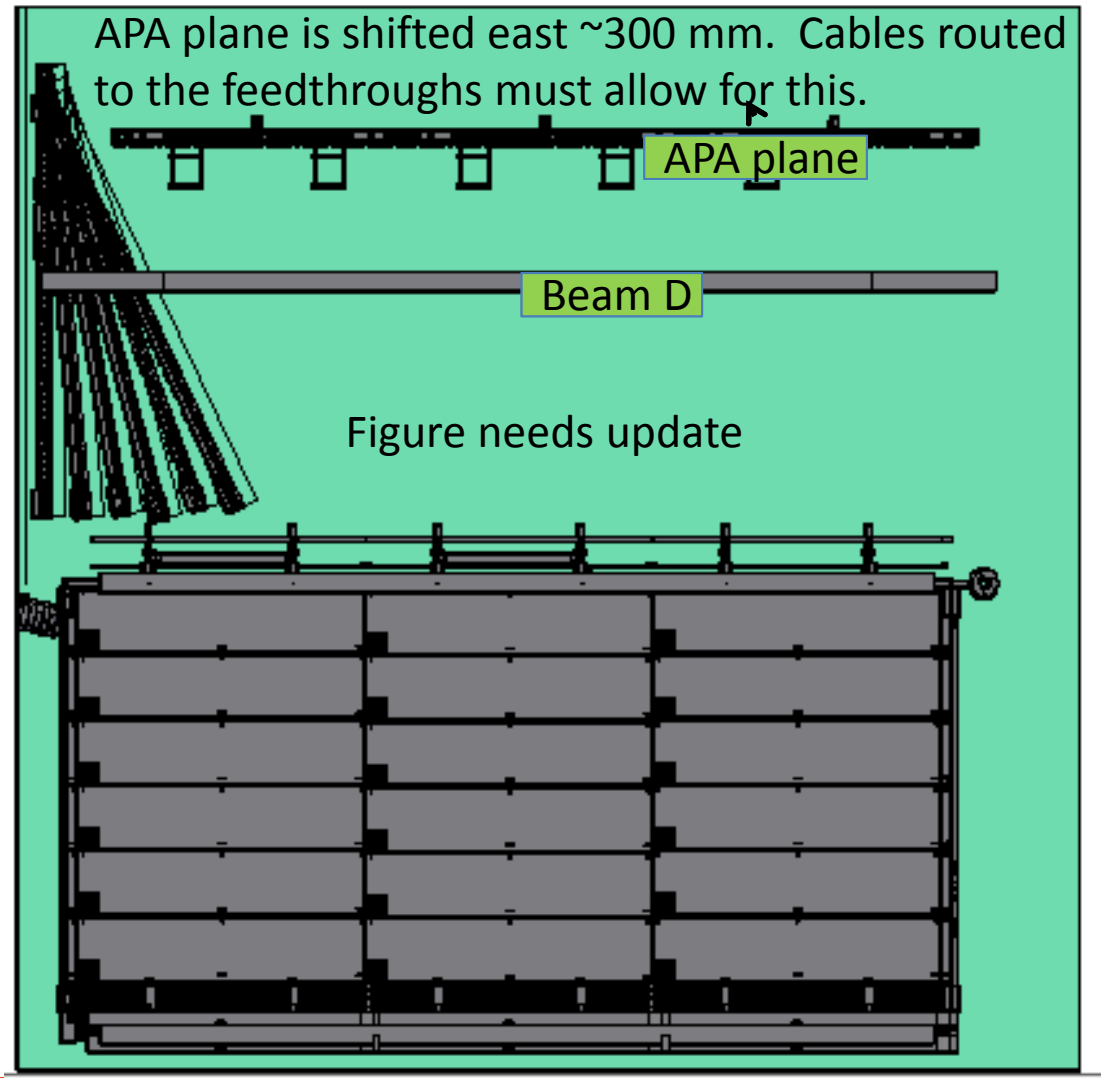 APA plane is shifted east ~300 mm. Cables routed
to the feedthroughs must allow for this.
APA plane
Beam D
Figure needs update